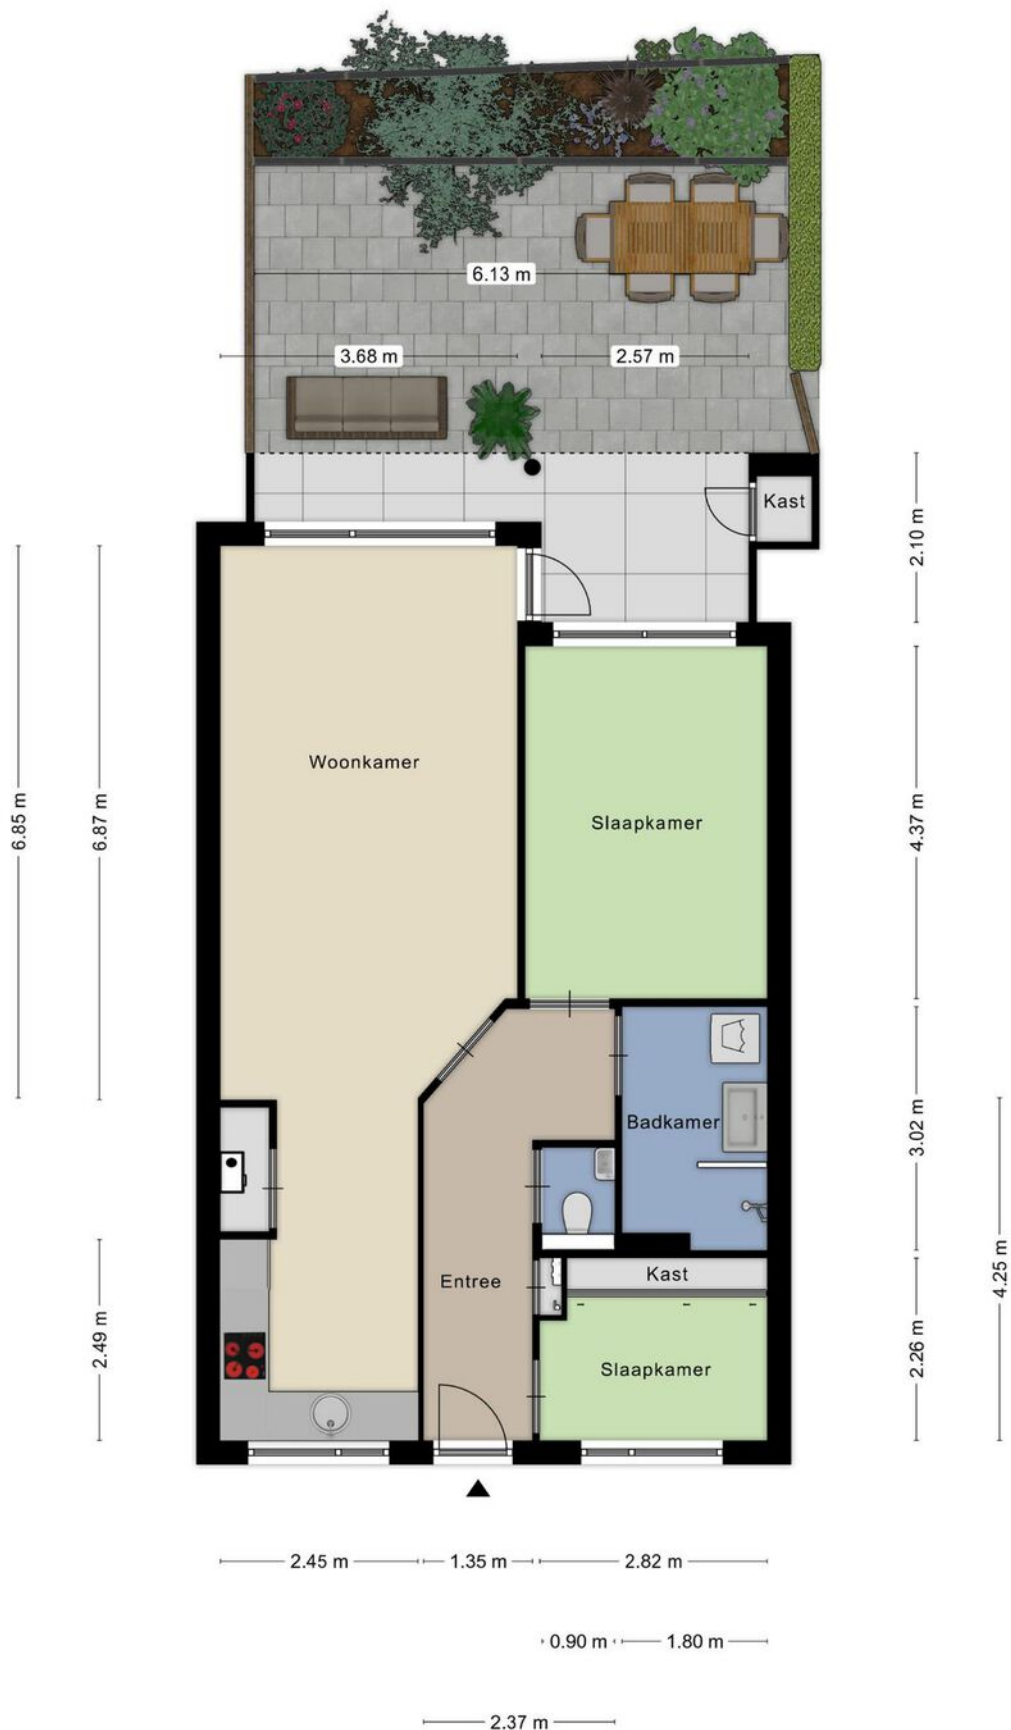 6.13 m
3.68 m
2.57 m
Kast
2.10 m
Woonkamer
6.85 m
6.87 m
Slaapkamer
4.37 m
Badkamer
3.02 m
Entree
Kast
4.25 m
2.49 m
Slaapkamer
2.26 m
2.45 m
1.35 m
2.82 m
0.90 m
1.80 m
2.37 m